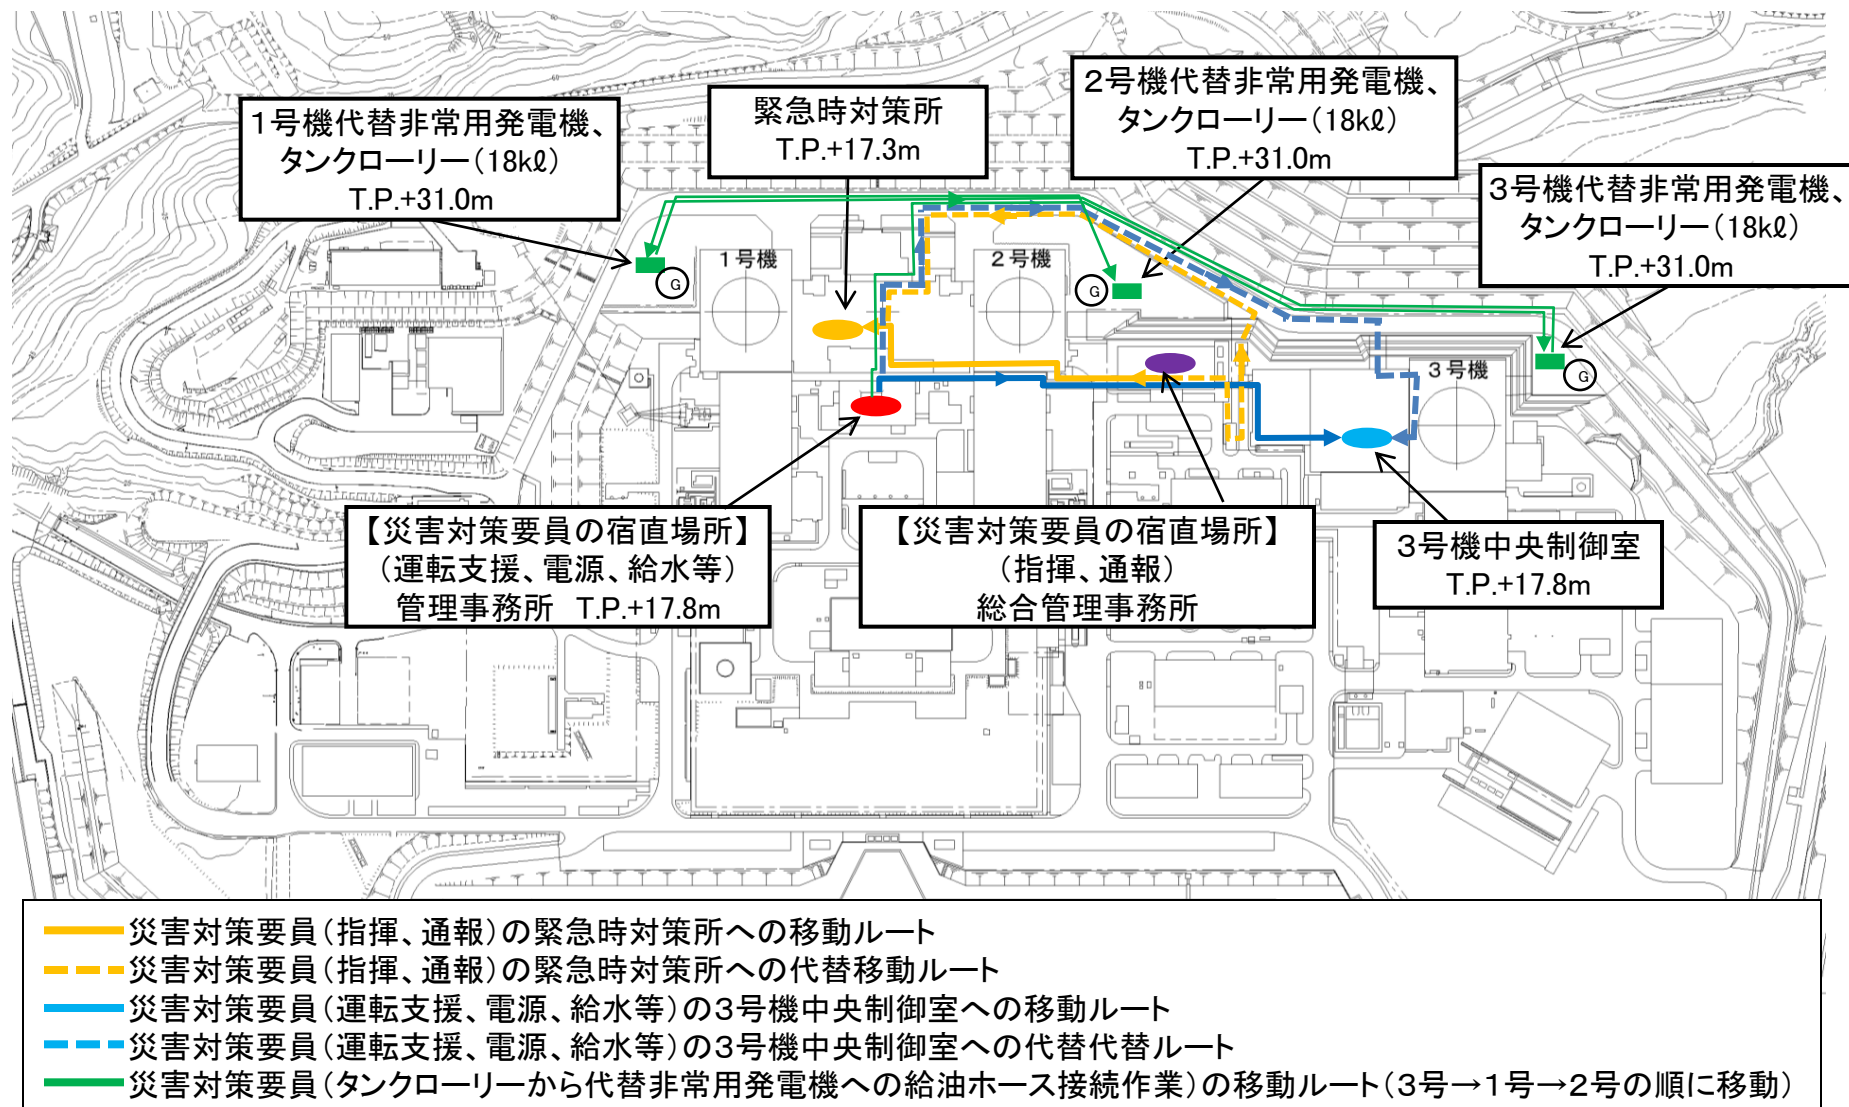 1号機代替非常用発電機、
タンクローリー(18kℓ)
T.P.+31.0m
緊急時対策所
T.P.+17.3m
2号機代替非常用発電機、
タンクローリー(18kℓ)
T.P.+31.0m
3号機代替非常用発電機、
タンクローリー(18kℓ)
T.P.+31.0m
1号機
2号機
3号機
G
G
G
【災害対策要員の宿直場所】
(運転支援、電源、給水等)
管理事務所 T.P.+17.8m
【災害対策要員の宿直場所】
(指揮、通報)
総合管理事務所
3号機中央制御室
T.P.+17.8m
災害対策要員(指揮、通報)の緊急時対策所への移動ルート
災害対策要員(指揮、通報)の緊急時対策所への代替移動ルート
災害対策要員(運転支援、電源、給水等)の3号機中央制御室への移動ルート
災害対策要員(運転支援、電源、給水等)の3号機中央制御室への代替代替ルート
災害対策要員(タンクローリーから代替非常用発電機への給油ホース接続作業)の移動ルート(3号→1号→2号の順に移動)